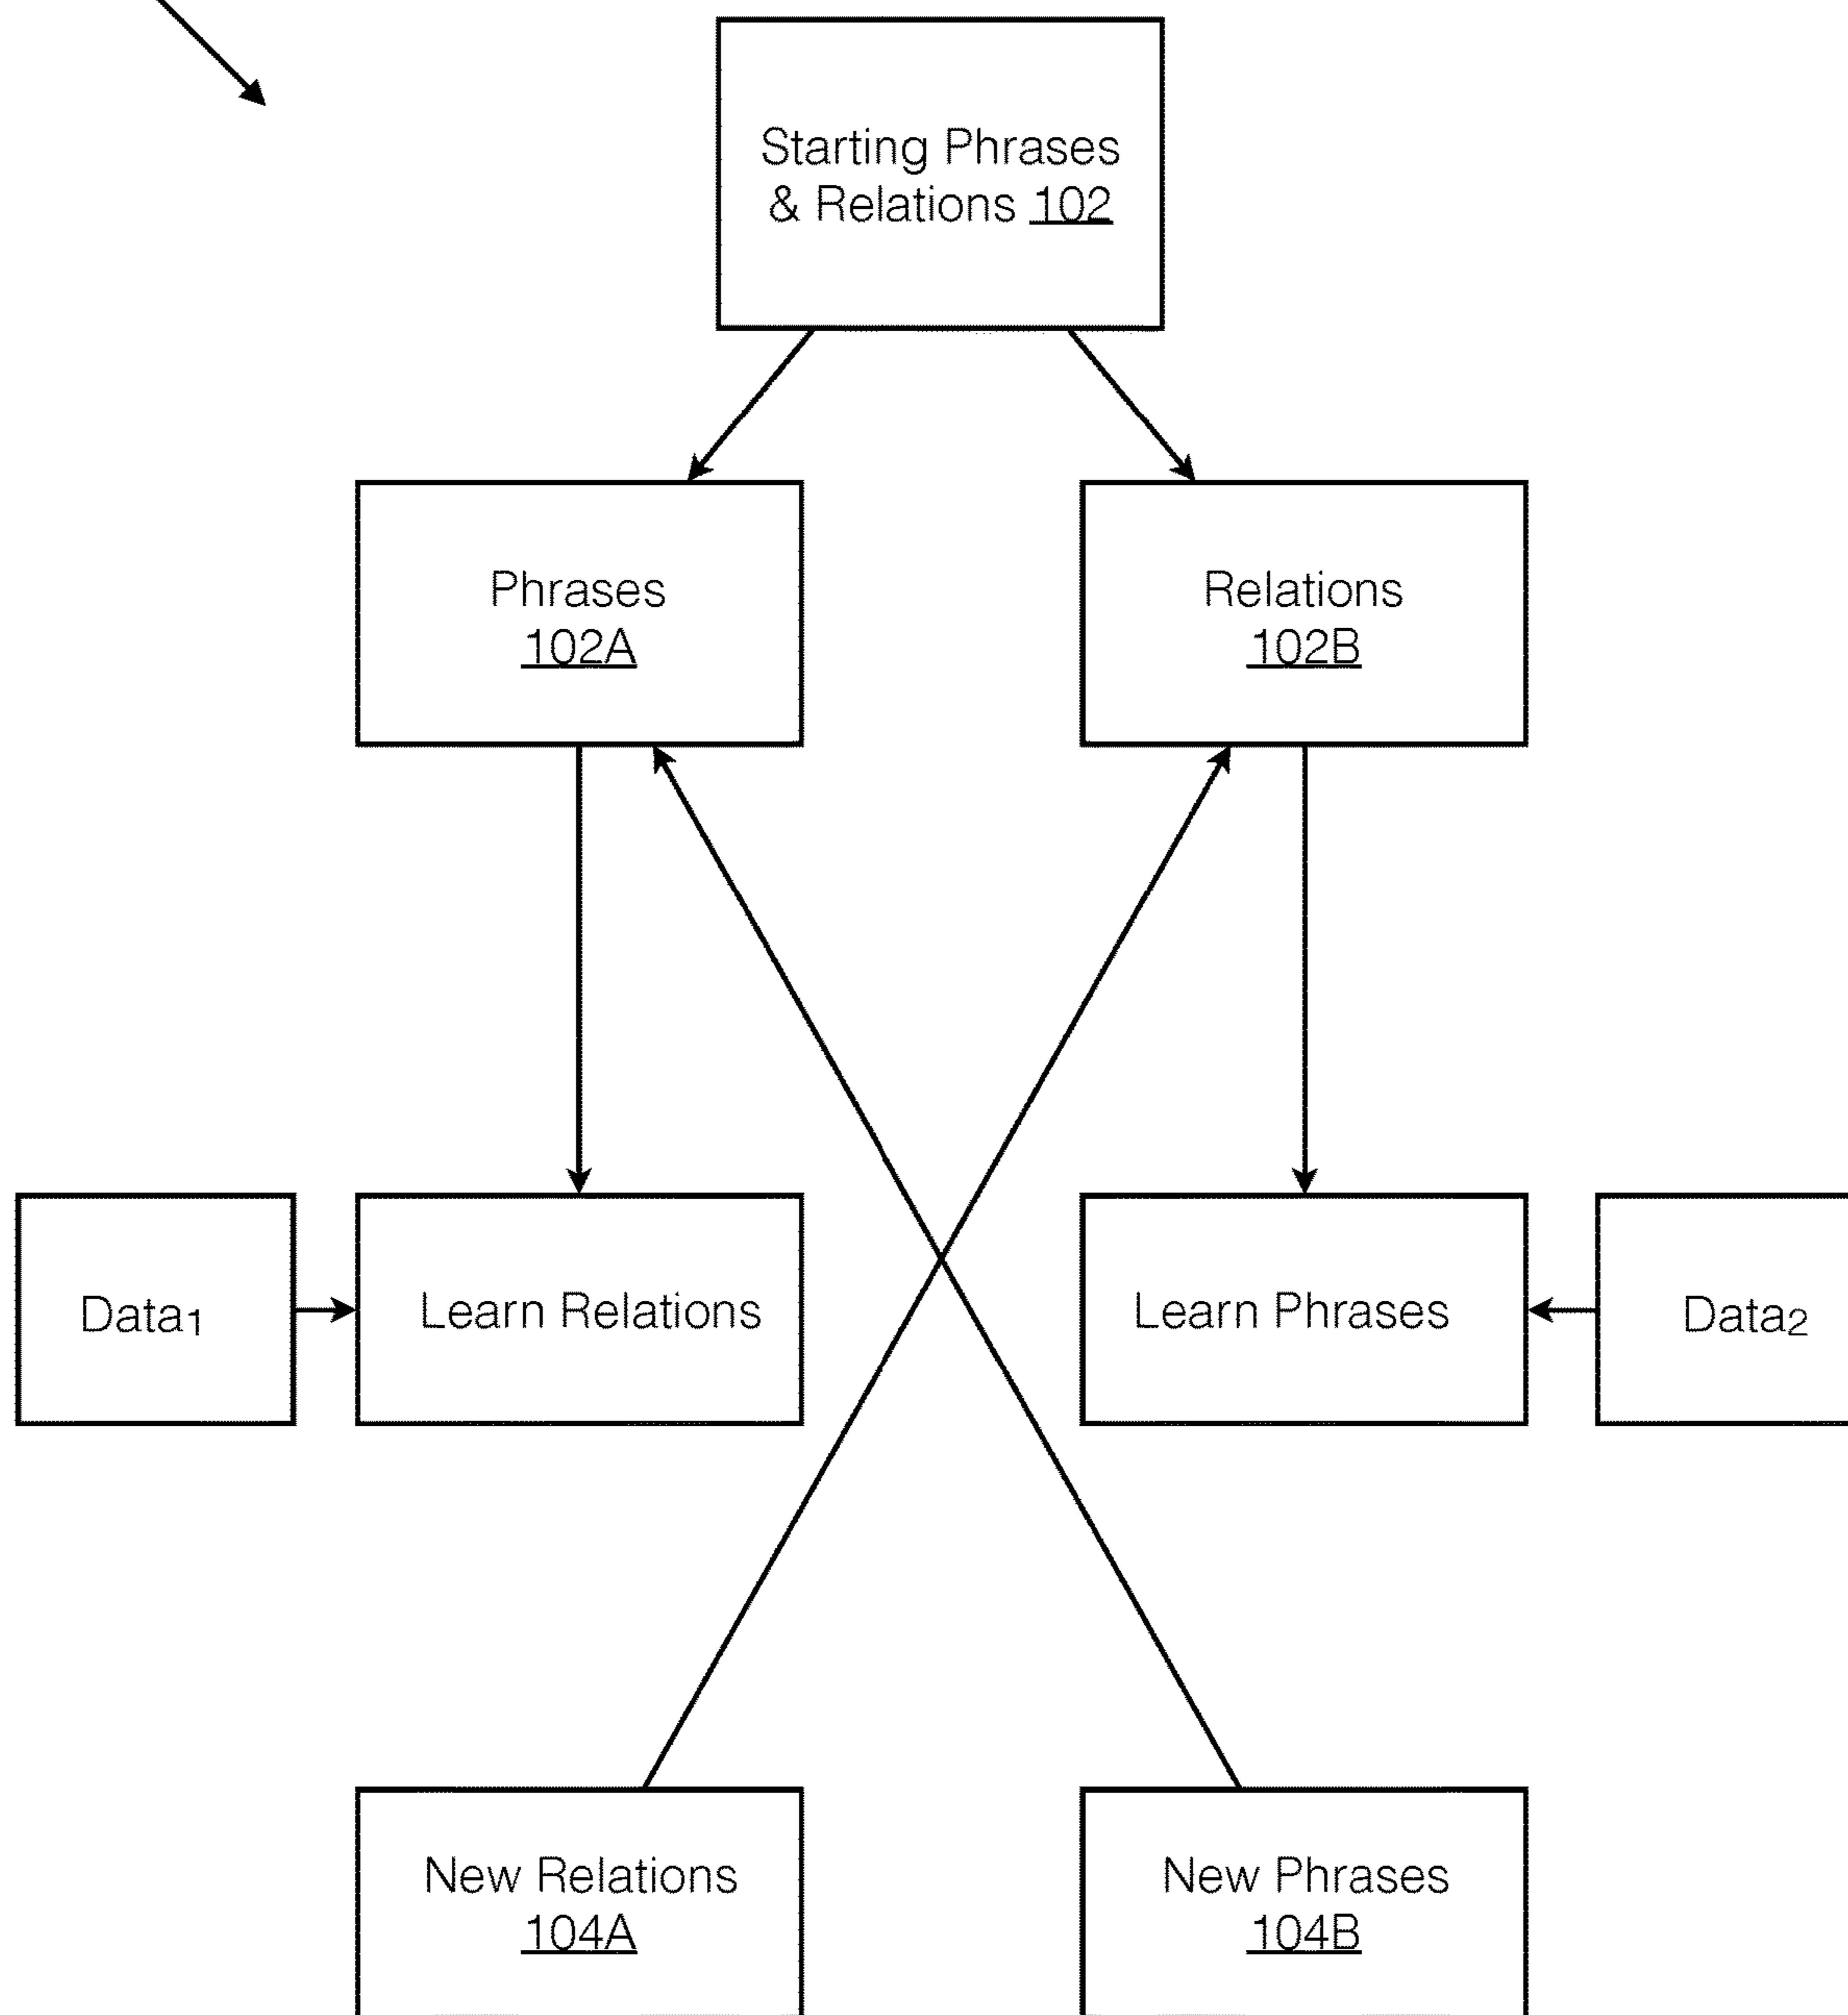 Starting Phrases
& Relations 102
Phrases
102A
Relations
102B
Data₁
Learn Relations
Learn Phrases
Data₂
New Relations
104A
New Phrases
104B